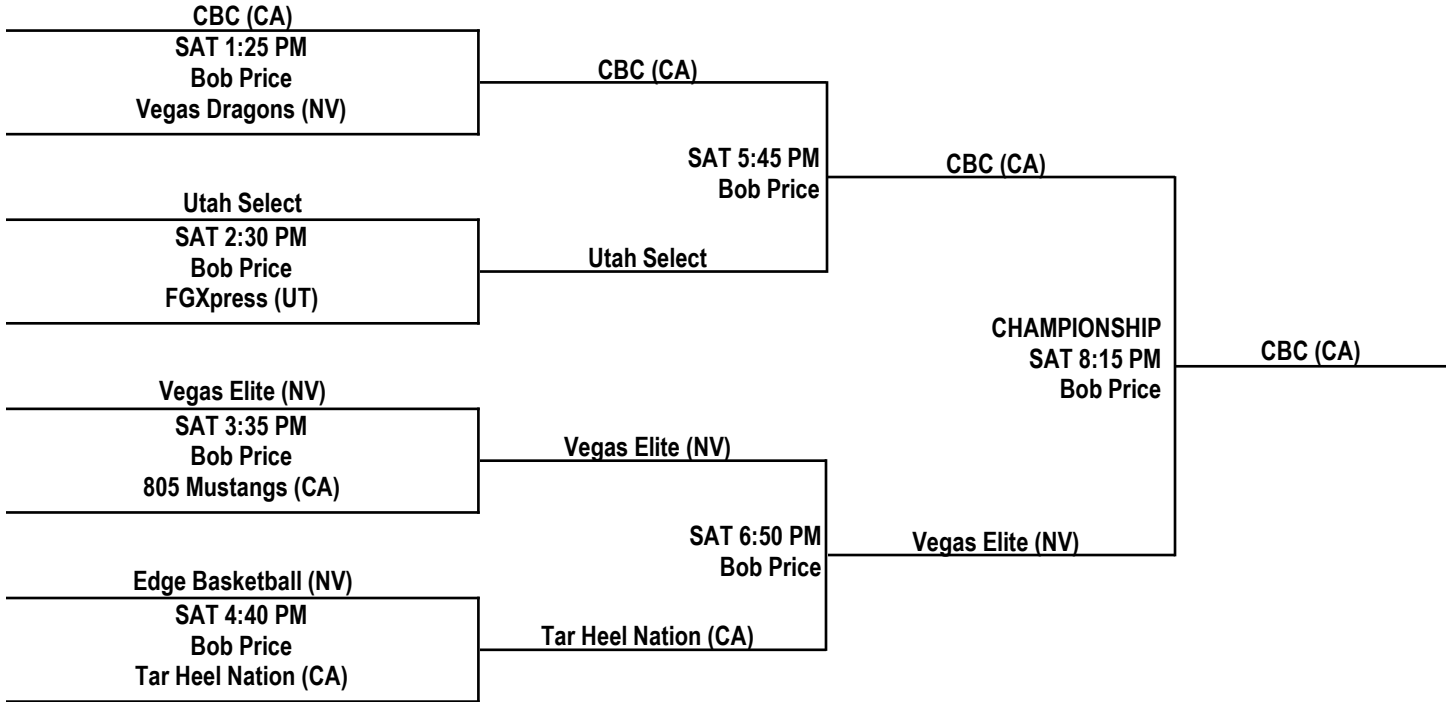 CBC (CA)
SAT 1:25 PM
Bob Price
Vegas Dragons (NV)
Utah Select
SAT 2:30 PM
Bob Price
FGXpress (UT)
Vegas Elite (NV)
SAT 3:35 PM
Bob Price
805 Mustangs (CA)
Edge Basketball (NV)
SAT 4:40 PM
Bob Price
Tar Heel Nation (CA)
CBC (CA)
SAT 5:45 PM
Bob Price
Utah Select
Vegas Elite (NV)
SAT 6:50 PM
Bob Price
Tar Heel Nation (CA)
CBC (CA)
CHAMPIONSHIP
SAT 8:15 PM
Bob Price
Vegas Elite (NV)
CBC (CA)